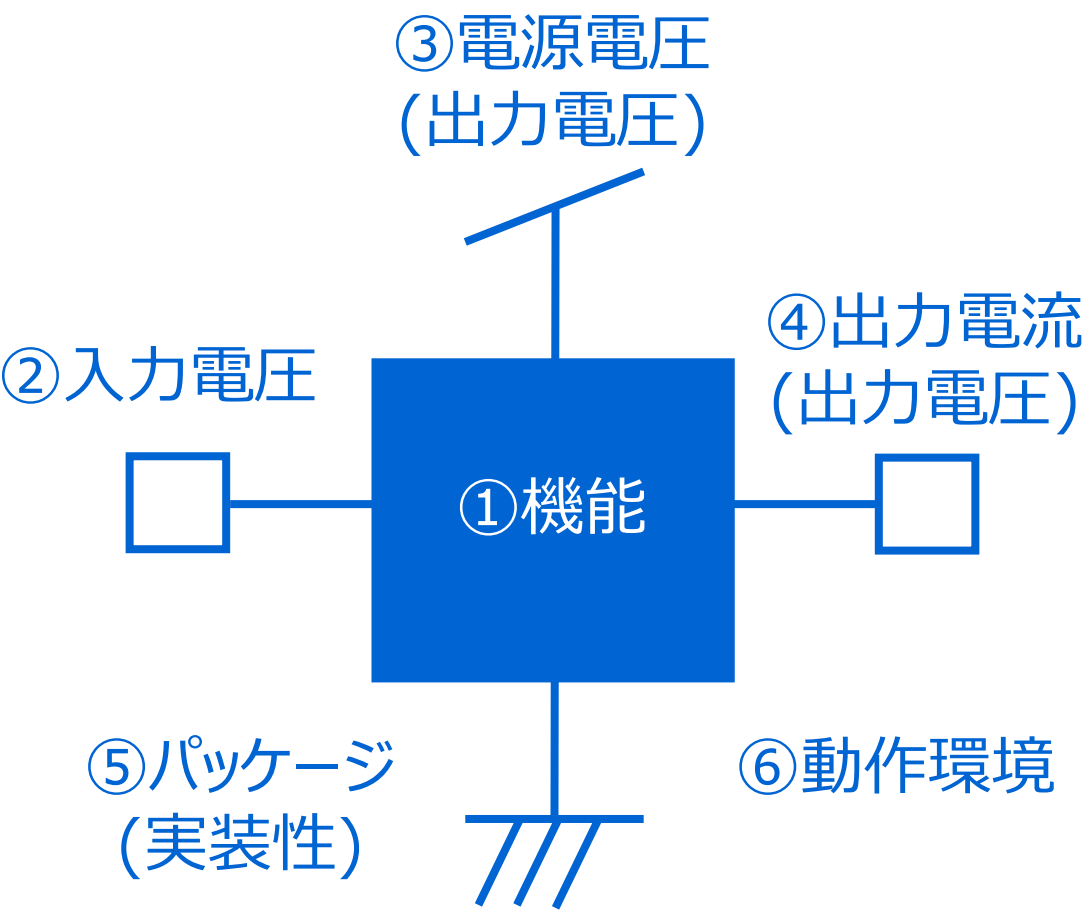 ③電源電圧
(出力電圧)
②入力電圧
④出力電流
(出力電圧)
①機能
⑤パッケージ
(実装性)
⑥動作環境